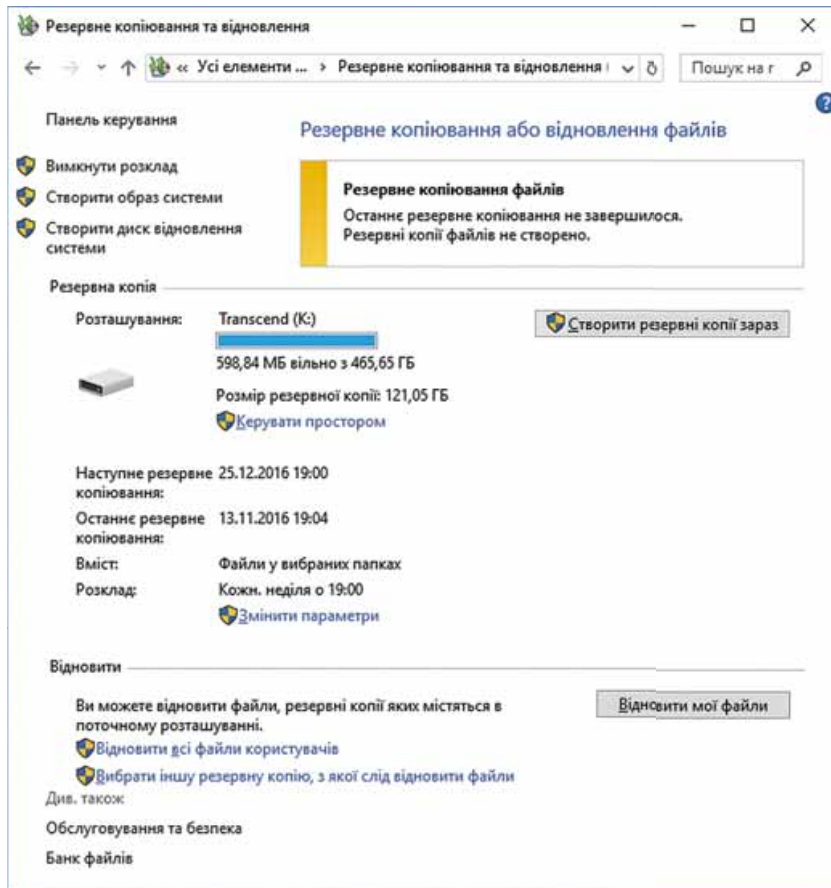 Резервне копіювання та відновлення
« Усі елементи ... › Резервне копіювання та відновлення
Пошук на г
Панель керування
Вимкнути розклад
Створити образ системи
Створити диск відновлення
системи
Резервне копіювання або відновлення файлів
Резервне копіювання файлів
Останнє резервне копіювання не завершилося.
Резервні копії файлів не створено.
Резервна копія
Розташування:
Transcend (K:)
Створити резервні копії зараз
598,84 МБ вільно з 465,65 ГБ
Розмір резервної копії: 121,05 ГБ
Керувати простором
Наступне резервне 25.12.2016 19:00
копіювання:
Останнє резервне 13.11.2016 19:04
копіювання:
Вміст: Файли у вибраних папках
Розклад: Кожн. неділя о 19:00
Змінити параметри
Відновити
Ви можете відновити файли, резервні копії яких містяться в
поточному розташуванні.
Відновити мої файли
Відновити всі файли користувачів
Вибрати іншу резервну копію, з якої слід відновити файли
Див. також
Обслуговування та безпека
Банк файлів